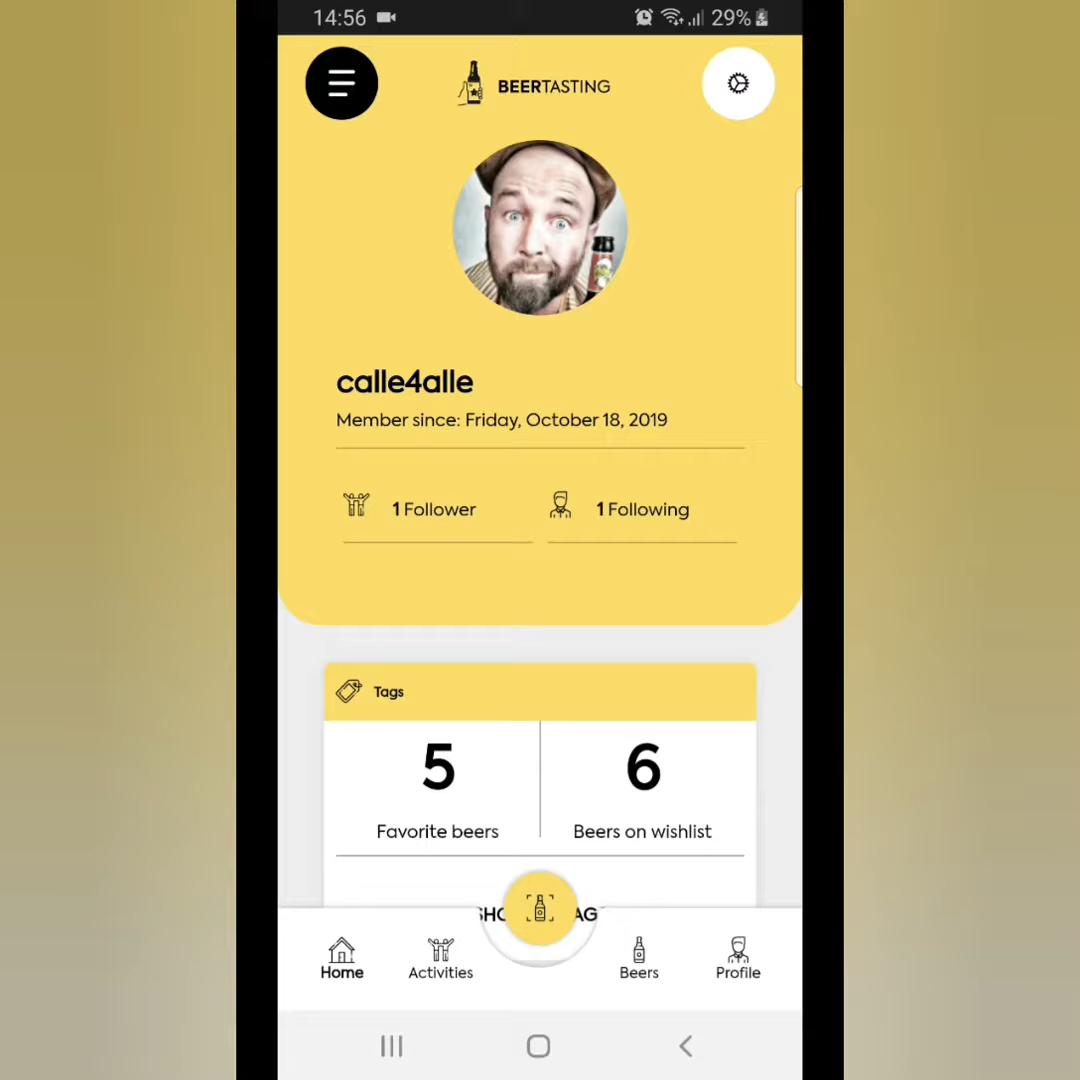 14:56 29%
BEERTASTING
calle4alle
Member since: Friday, October 18, 2019
1 Follower 1 Following
Tags
5 6
Favorite beers Beers on wishlist
Home Activities Beers Profile